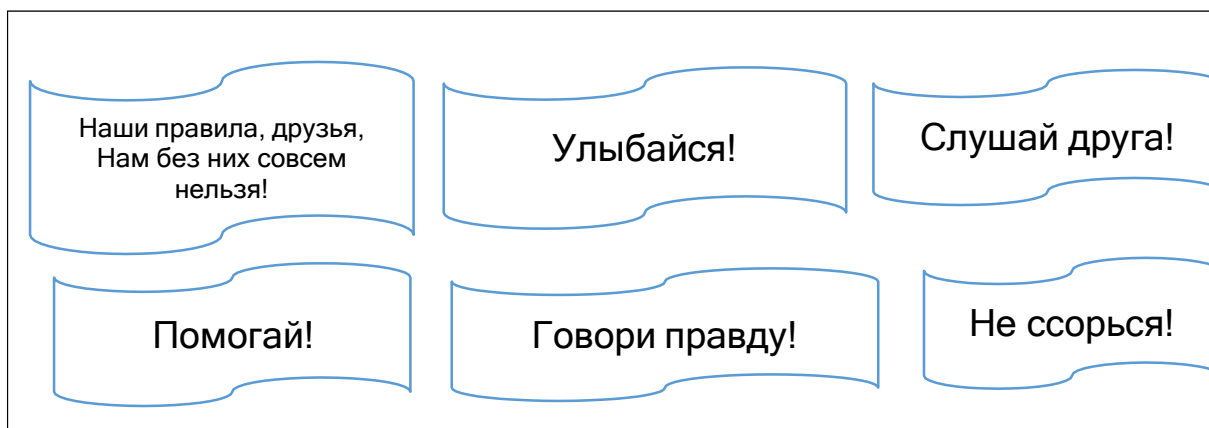 Наши правила, друзья,
Нам без них совсем
нельзя!
Улыбайся!
Слушай друга!
Помогай!
Говори правду!
Не ссорься!